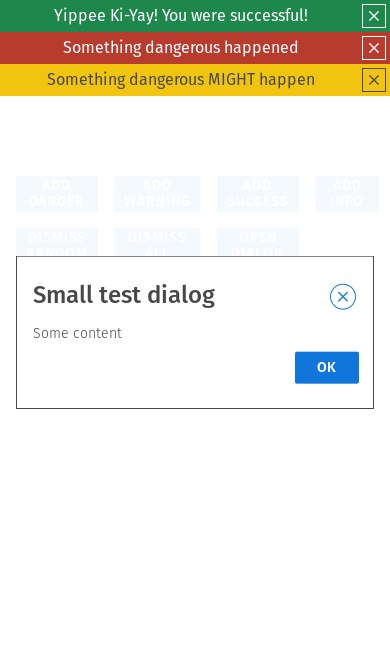 Yippee Ki-Yay! You were successful!
Something dangerous happened
Something dangerous MIGHT happen
ADD DANGER
ADD WARNING
ADD SUCCESS
ADD INFO
DISMISS RANDOM
DISMISS ALL
OPEN DIALOG
Small test dialog
Some content
OK